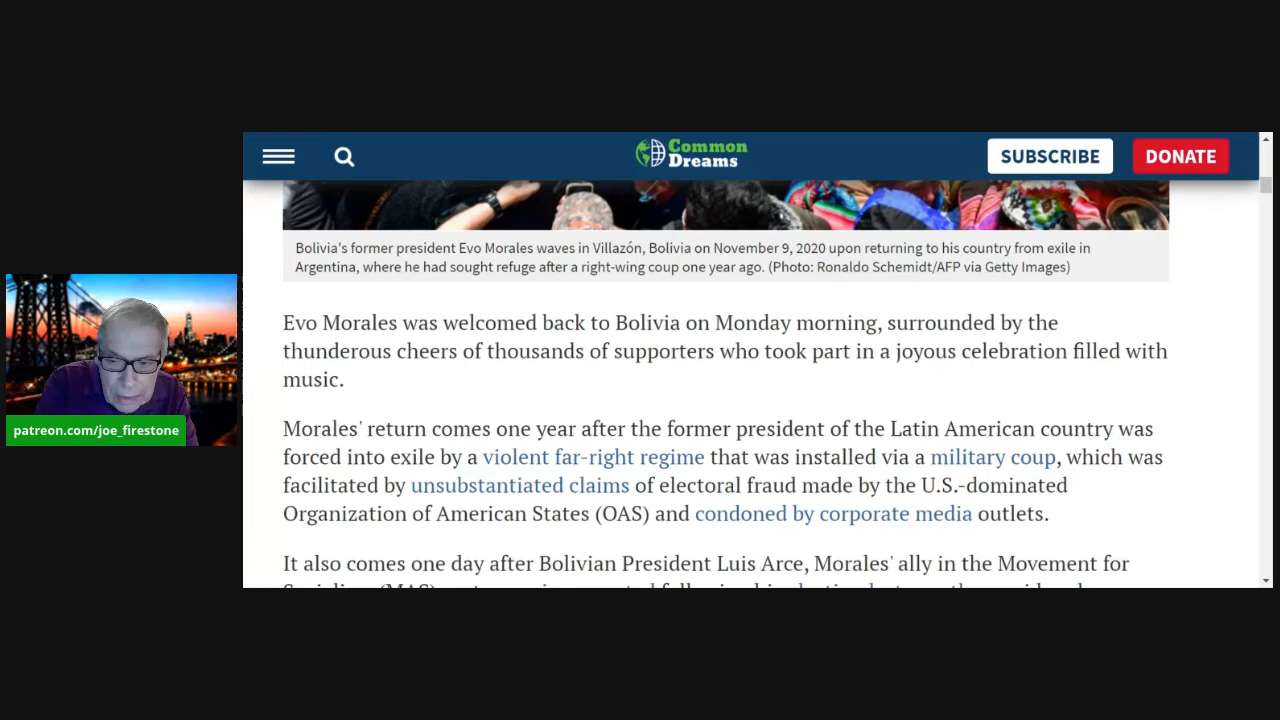 Common
Dreams
SUBSCRIBE
DONATE
Bolivia's former president Evo Morales waves in Villazón, Bolivia on November 9, 2020 upon returning to his country from exile in
Argentina, where he had sought refuge after a right-wing coup one year ago. (Photo: Ronaldo Schemidt/AFP via Getty Images)
Evo Morales was welcomed back to Bolivia on Monday morning, surrounded by the
thunderous cheers of thousands of supporters who took part in a joyous celebration filled with
music.
Morales' return comes one year after the former president of the Latin American country was
forced into exile by a violent far-right regime that was installed via a military coup, which was
facilitated by unsubstantiated claims of electoral fraud made by the U.S.-dominated
Organization of American States (OAS) and condoned by corporate media outlets.
It also comes one day after Bolivian President Luis Arce, Morales' ally in the Movement for
patreon.com/joe_firestone